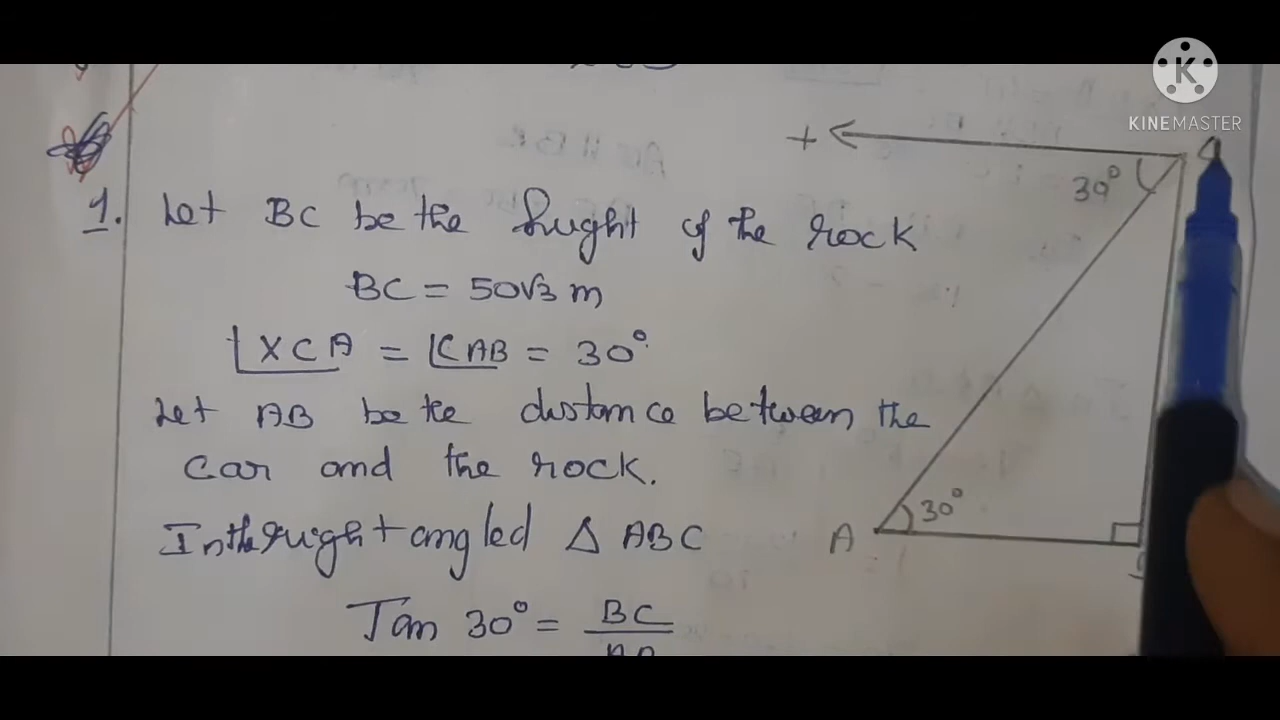 KINEMASTER
30°
1. Let BC be the hught of the rock
BC = 50√3 m
∠XCA = ∠CAB = 30°
Let AB be the distance between the
car and the rock.
In the right angled Δ ABC
A 30°
Tan 30° = BC